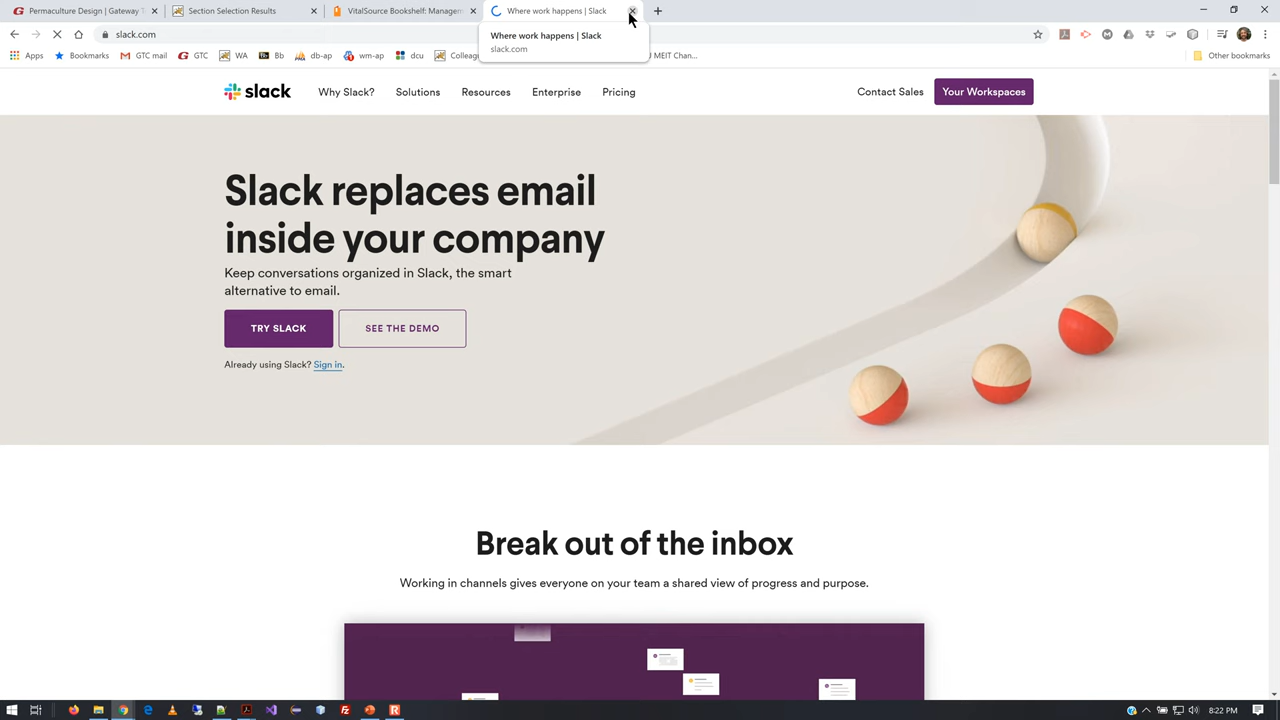 Permaculture Design | Gateway T
Section Selection Results
VitalSource Bookshelf: Managem
Where work happens | Slack
slack.com
Where work happens | Slack
slack.com
Apps
Bookmarks
GTC mail
GTC
WA
Bb
db-ap
wm-ap
dcu
Colleag
MEIT Chan...
Other bookmarks
slack
Why Slack?
Solutions
Resources
Enterprise
Pricing
Contact Sales
Your Workspaces
Slack replaces email
inside your company
Keep conversations organized in Slack, the smart
alternative to email.
TRY SLACK
SEE THE DEMO
Already using Slack? Sign in.
Break out of the inbox
Working in channels gives everyone on your team a shared view of progress and purpose.
8:22 PM